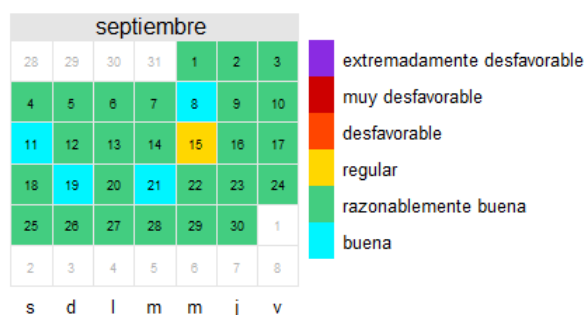 septiembre
28 29 30 31 1 2 3
4 5 6 7 8 9 10
11 12 13 14 15 16 17
18 19 20 21 22 23 24
25 26 27 28 29 30 1
2 3 4 5 6 7 8
s d l m m j v
extremadamente desfavorable
muy desfavorable
desfavorable
regular
razonablemente buena
buena